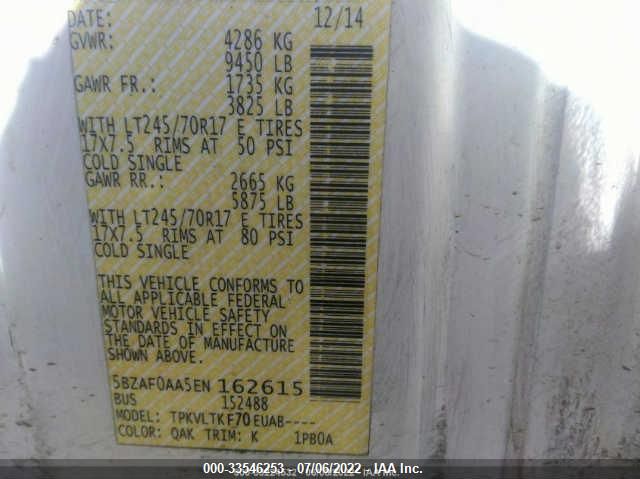 DATE: 12/14
GVWR: 4286 KG
9450 LB
GAWR FR.: 1735 KG
3825 LB
WITH LT245/70R17 E TIRES
17X7.5 RIMS AT 50 PSI
COLD SINGLE
GAWR RR.: 2665 KG
5875 LB
WITH LT245/70R17 E TIRES
17X7.5 RIMS AT 80 PSI
COLD SINGLE
THIS VEHICLE CONFORMS TO
ALL APPLICABLE FEDERAL
MOTOR VEHICLE SAFETY
STANDARDS IN EFFECT ON
THE DATE OF MANUFACTURE
SHOWN ABOVE.
5BZAF0AA5EN 162615
BUS 152488
MODEL: TPKVLTKF70EUAB----
COLOR: QAK TRIM: K 1PB0A
000-33546253 - 07/06/2022 - IAA Inc.